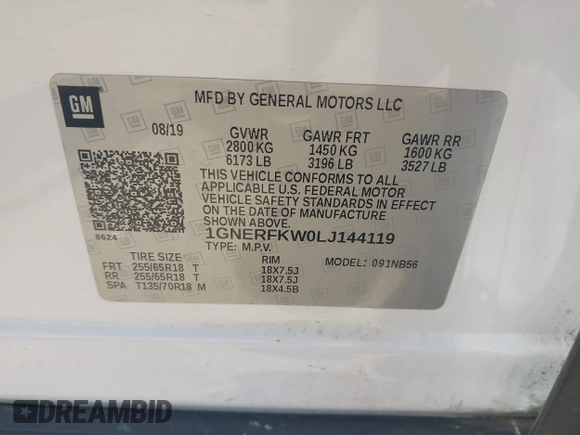 GM
MFD BY GENERAL MOTORS LLC
08/19 GVWR GAWR FRT GAWR RR
2800 KG 1450 KG 1600 KG
6173 LB 3196 LB 3527 LB
THIS VEHICLE CONFORMS TO ALL
APPLICABLE U.S. FEDERAL MOTOR
VEHICLE SAFETY STANDARDS IN EFFECT
ON THE DATE OF MANUFACTURE SHOWN ABOVE.
1GNERFKW0LJ144119
8624
TYPE: M.P.V. MODEL: 091NB56
TIRE SIZE RIM
FRT 255/65R18 T 18X7.5J
RR 255/65R18 T 18X7.5J
SPA T135/70R18 M 18X4.5B
DREAMBID